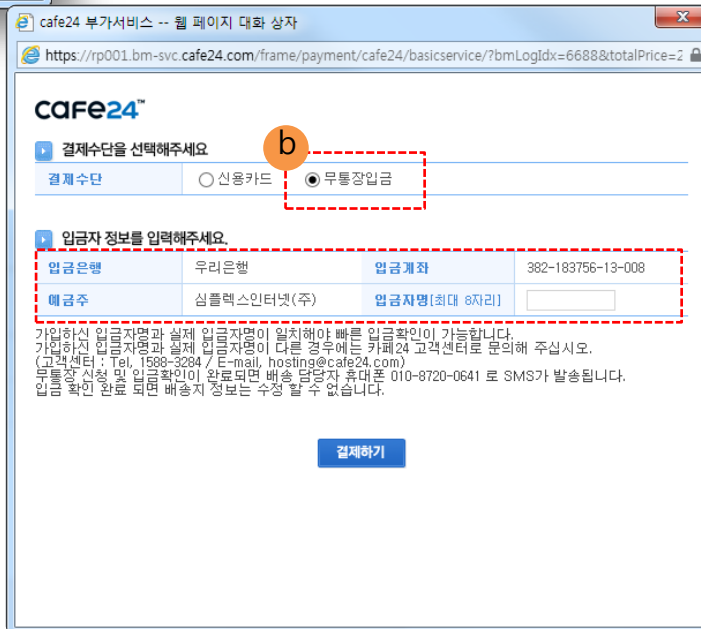 cafe24 부가서비스 -- 웹 페이지 대화 상자
x
https://rp001.bm-svc.cafe24.com/frame/payment/cafe24/basicservice/?bmLogIdx=6688&totalPrice=2
cafe24™
결제수단을 선택해주세요
b
결제수단 신용카드 무통장입금
입금자 정보를 입력해주세요.
입금은행 우리은행 입금계좌 382-183756-13-008
예금주 심플렉스인터넷(주) 입금자명[최대 8자리]
가입하신 입금자명과 실제 입금자명이 일치해야 빠른 입금확인이 가능합니다.
가입하신 입금자명과 실제 입금자명이 다른 경우에는 카페24 고객센터로 문의해 주십시오.
(고객센터 : Tel, 1588-3284 / E-mail, hosting@cafe24.com)
무통장 신청 및 입금확인이 완료되면 배송 담당자 휴대폰 010-8720-0641 로 SMS가 발송됩니다.
입금 확인 완료 되면 배송지 정보는 수정 할 수 없습니다.
결제하기